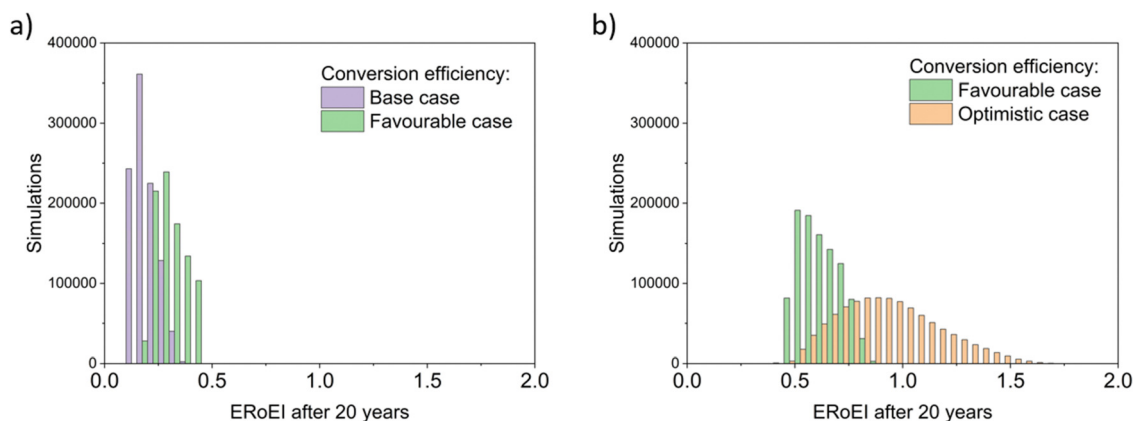 a)
400000
300000
200000
100000
0
Simulations
Conversion efficiency:
Base case
Favourable case
0.0 0.5 1.0 1.5 2.0
ERoEI after 20 years
b)
400000
300000
200000
100000
0
Simulations
Conversion efficiency:
Favourable case
Optimistic case
0.0 0.5 1.0 1.5 2.0
ERoEI after 20 years